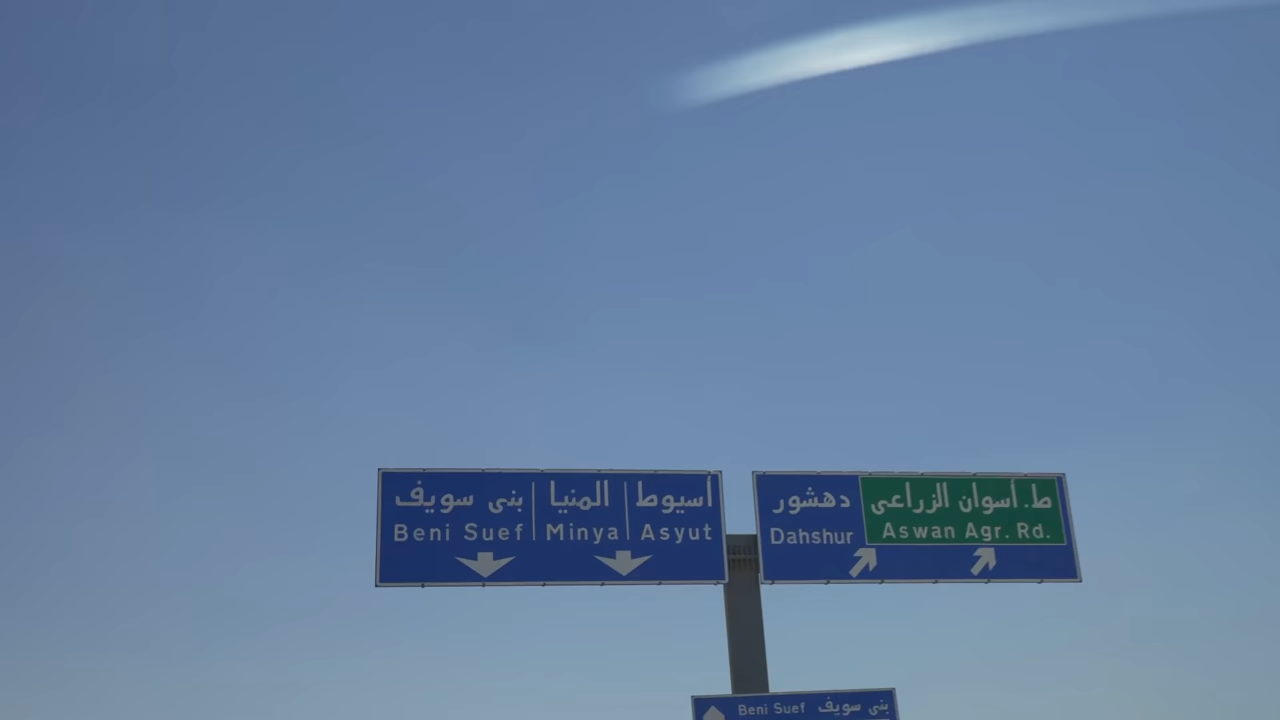 بنى سويف | المنيا | أسيوط
Beni Suef | Minya | Asyut
دهشور
Dahshur
ط. أسوان الزراعى
Aswan Agr. Rd.
Beni Suef بنى سويف